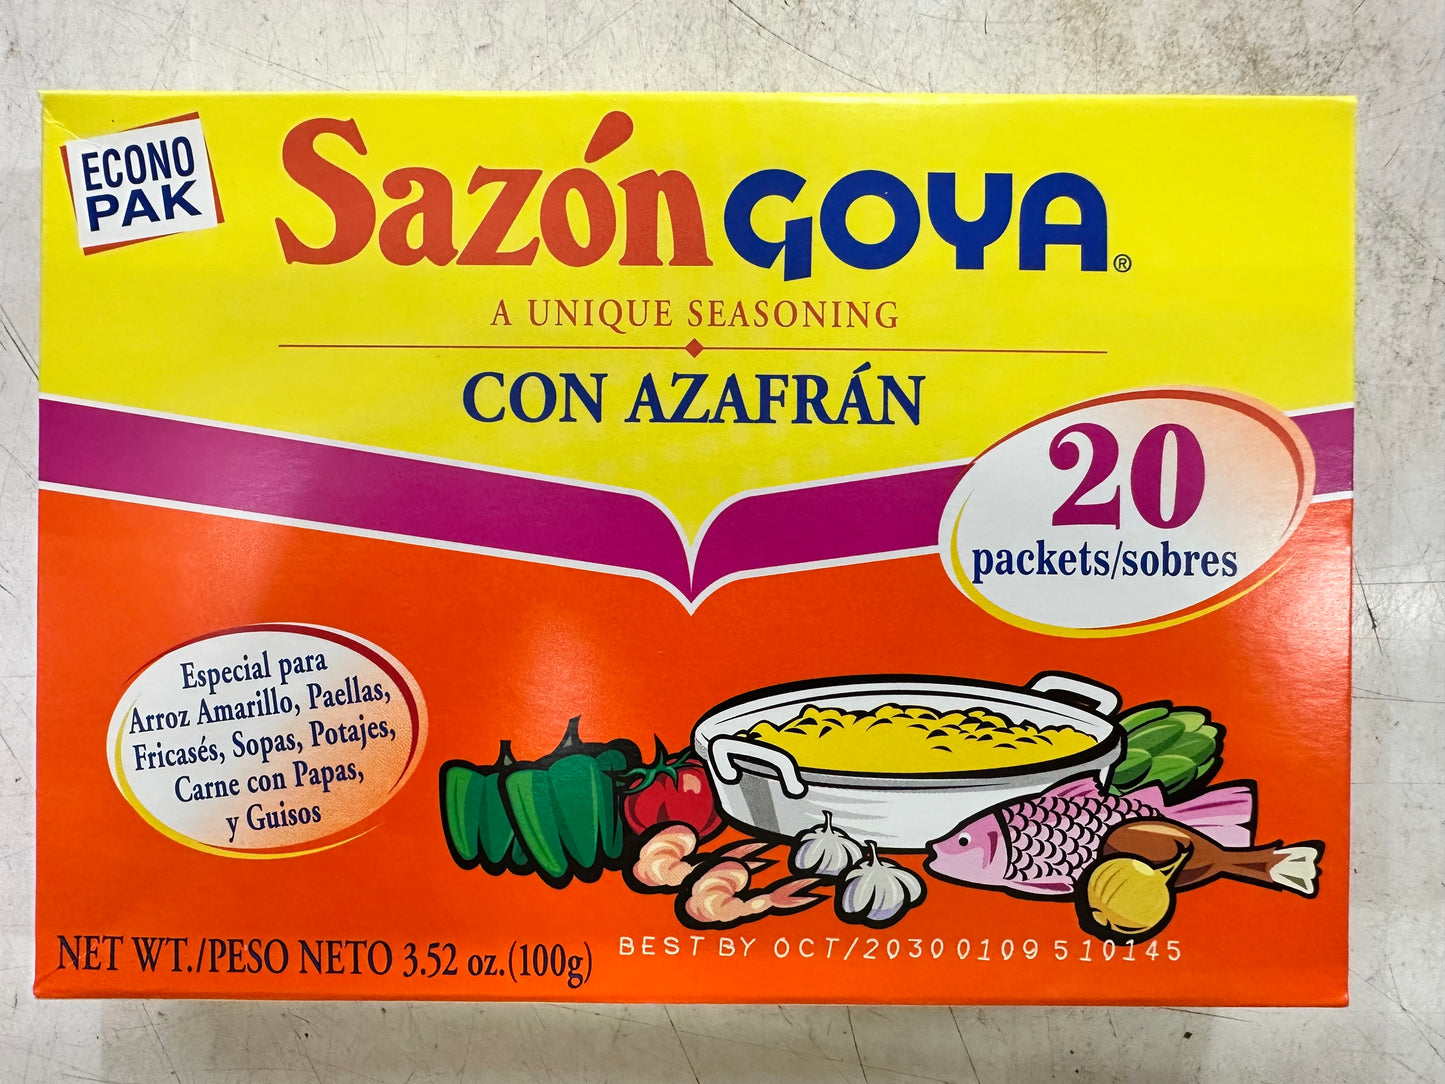 ECONO
PAK
Sazón GOYA®
A UNIQUE SEASONING
CON AZAFRÁN
20
packets/sobres
Especial para
Arroz Amarillo, Paellas,
Fricasés, Sopas, Potajes,
Carne con Papas,
y Guisos
NET WT./PESO NETO 3.52 oz.(100g)
BEST BY OCT/2030 0109 510145